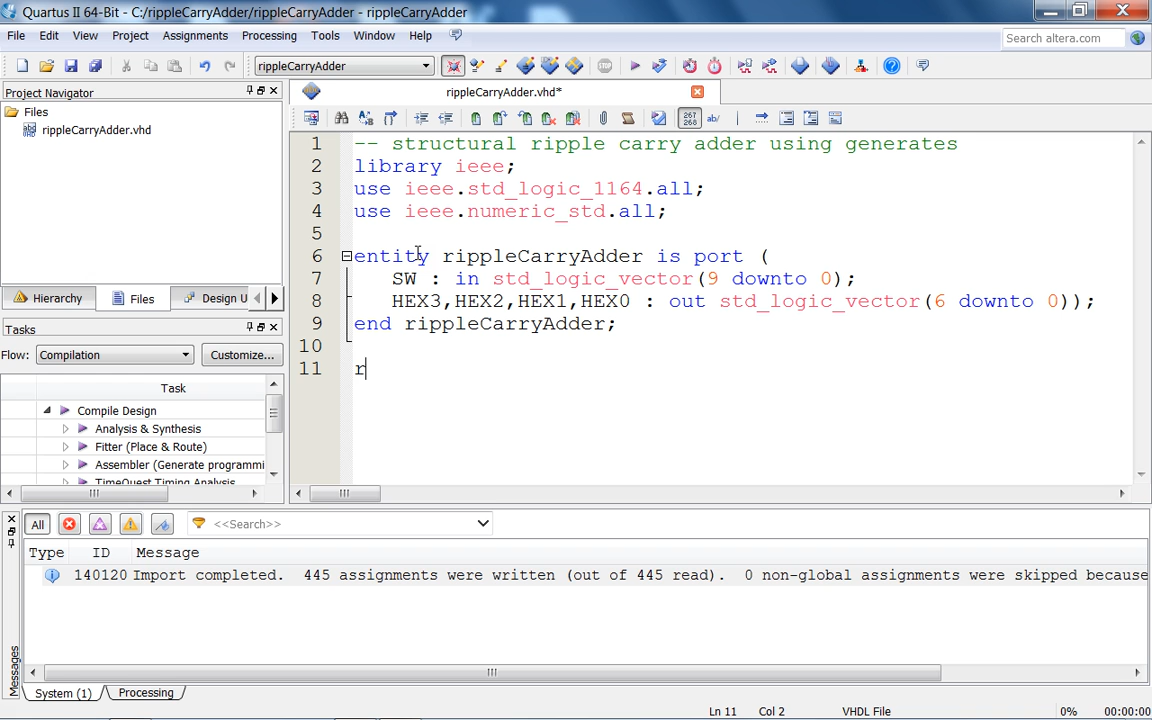 Quartus II 64-Bit - C:/rippleCarryAdder/rippleCarryAdder - rippleCarryAdder
File Edit View Project Assignments Processing Tools Window Help
Search altera.com
rippleCarryAdder
Project Navigator
Files
rippleCarryAdder.vhd
Hierarchy Files Design U
Tasks
Flow: Compilation Customize...
Task
Compile Design
Analysis & Synthesis
Fitter (Place & Route)
Assembler (Generate programmi
TimeQuest Timing Analysis
rippleCarryAdder.vhd*
267 268 ab/
1 -- structural ripple carry adder using generates
2 library ieee;
3 use ieee.std_logic_1164.all;
4 use ieee.numeric_std.all;
5
6 entity rippleCarryAdder is port (
7 SW : in std_logic_vector(9 downto 0);
8 HEX3,HEX2,HEX1,HEX0 : out std_logic_vector(6 downto 0));
9 end rippleCarryAdder;
10
11 r
All <<Search>>
Type ID Message
140120 Import completed. 445 assignments were written (out of 445 read). 0 non-global assignments were skipped because
Messages
System (1) Processing
Ln 11 Col 2 VHDL File 0% 00:00:00